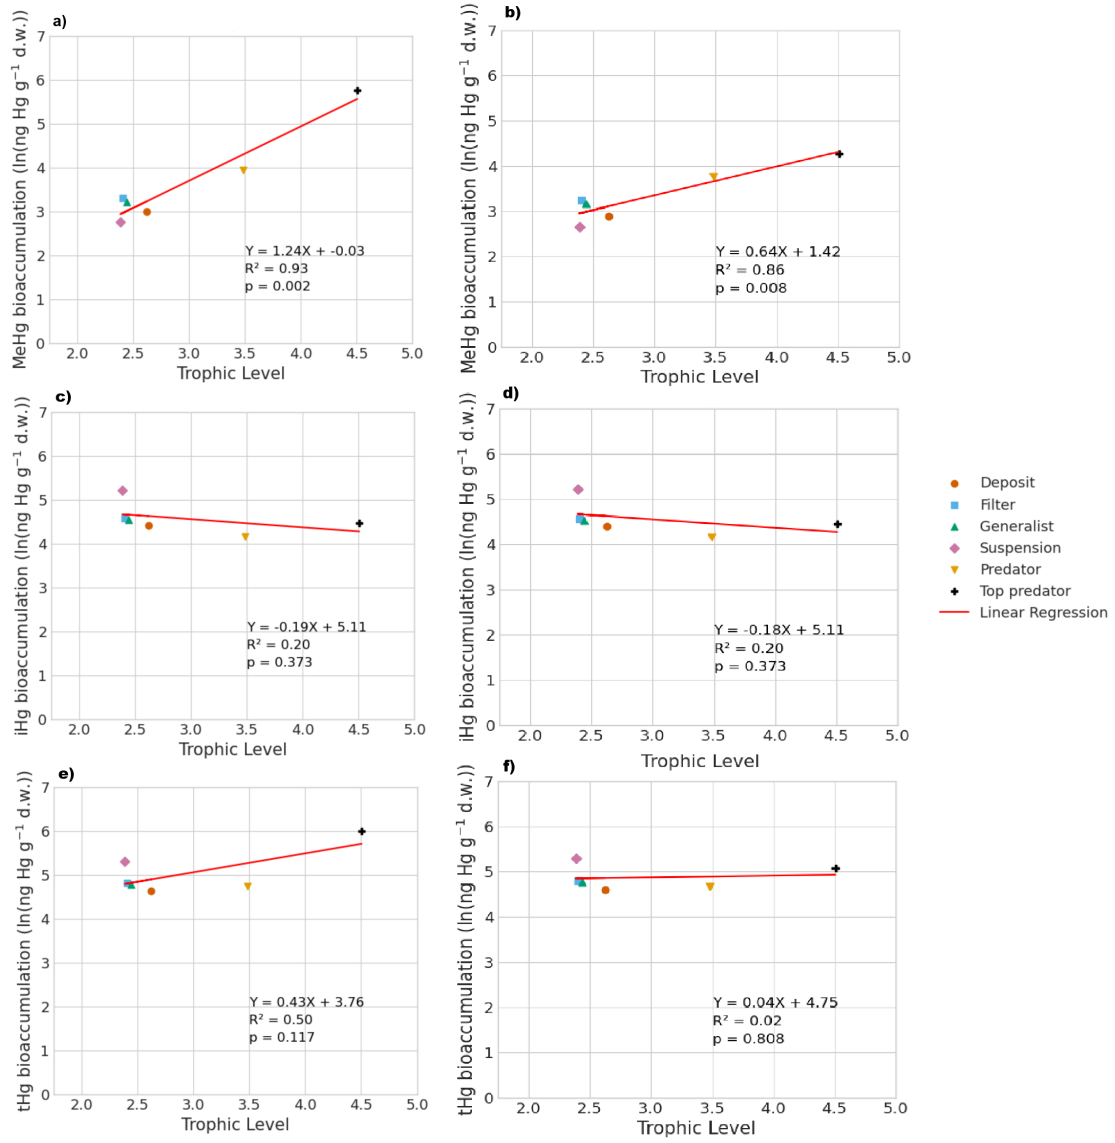 a)
MeHg bioaccumulation (ln(ng Hg g⁻¹ d.w.))
7
6
5
4
3
2
1
0
Y = 1.24X + -0.03
R² = 0.93
p = 0.002
2.0 2.5 3.0 3.5 4.0 4.5 5.0
Trophic Level
b)
MeHg bioaccumulation (ln(ng Hg g⁻¹ d.w.))
7
6
5
4
3
2
1
0
Y = 0.64X + 1.42
R² = 0.86
p = 0.008
2.0 2.5 3.0 3.5 4.0 4.5 5.0
Trophic Level
c)
iHg bioaccumulation (ln(ng Hg g⁻¹ d.w.))
7
6
5
4
3
2
1
0
Y = -0.19X + 5.11
R² = 0.20
p = 0.373
2.0 2.5 3.0 3.5 4.0 4.5 5.0
Trophic Level
d)
iHg bioaccumulation (ln(ng Hg g⁻¹ d.w.))
7
6
5
4
3
2
1
0
Y = -0.18X + 5.11
R² = 0.20
p = 0.373
2.0 2.5 3.0 3.5 4.0 4.5 5.0
Trophic Level
Deposit
Filter
Generalist
Suspension
Predator
Top predator
Linear Regression
e)
tHg bioaccumulation (ln(ng Hg g⁻¹ d.w.))
7
6
5
4
3
2
1
0
Y = 0.43X + 3.76
R² = 0.50
p = 0.117
2.0 2.5 3.0 3.5 4.0 4.5 5.0
Trophic Level
f)
tHg bioaccumulation (ln(ng Hg g⁻¹ d.w.))
7
6
5
4
3
2
1
0
Y = 0.04X + 4.75
R² = 0.02
p = 0.808
2.0 2.5 3.0 3.5 4.0 4.5 5.0
Trophic Level